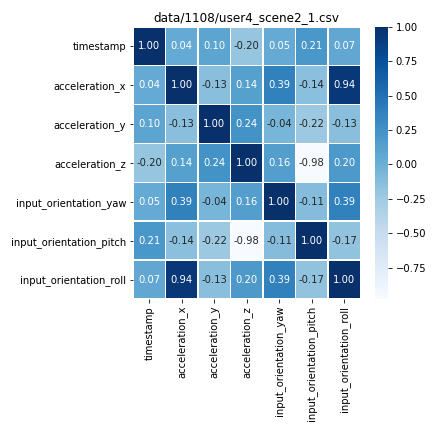 data/1108/user4_scene2_1.csv
timestamp 1.00 0.04 0.10 -0.20 0.05 0.21 0.07
acceleration_x 0.04 1.00 -0.13 0.14 0.39 -0.14 0.94
acceleration_y 0.10 -0.13 1.00 0.24 -0.04 -0.22 -0.13
acceleration_z -0.20 0.14 0.24 1.00 0.16 -0.98 0.20
input_orientation_yaw 0.05 0.39 -0.04 0.16 1.00 -0.11 0.39
input_orientation_pitch 0.21 -0.14 -0.22 -0.98 -0.11 1.00 -0.17
input_orientation_roll 0.07 0.94 -0.13 0.20 0.39 -0.17 1.00
timestamp
acceleration_x
acceleration_y
acceleration_z
input_orientation_yaw
input_orientation_pitch
input_orientation_roll
1.00
0.75
0.50
0.25
0.00
−0.25
−0.50
−0.75